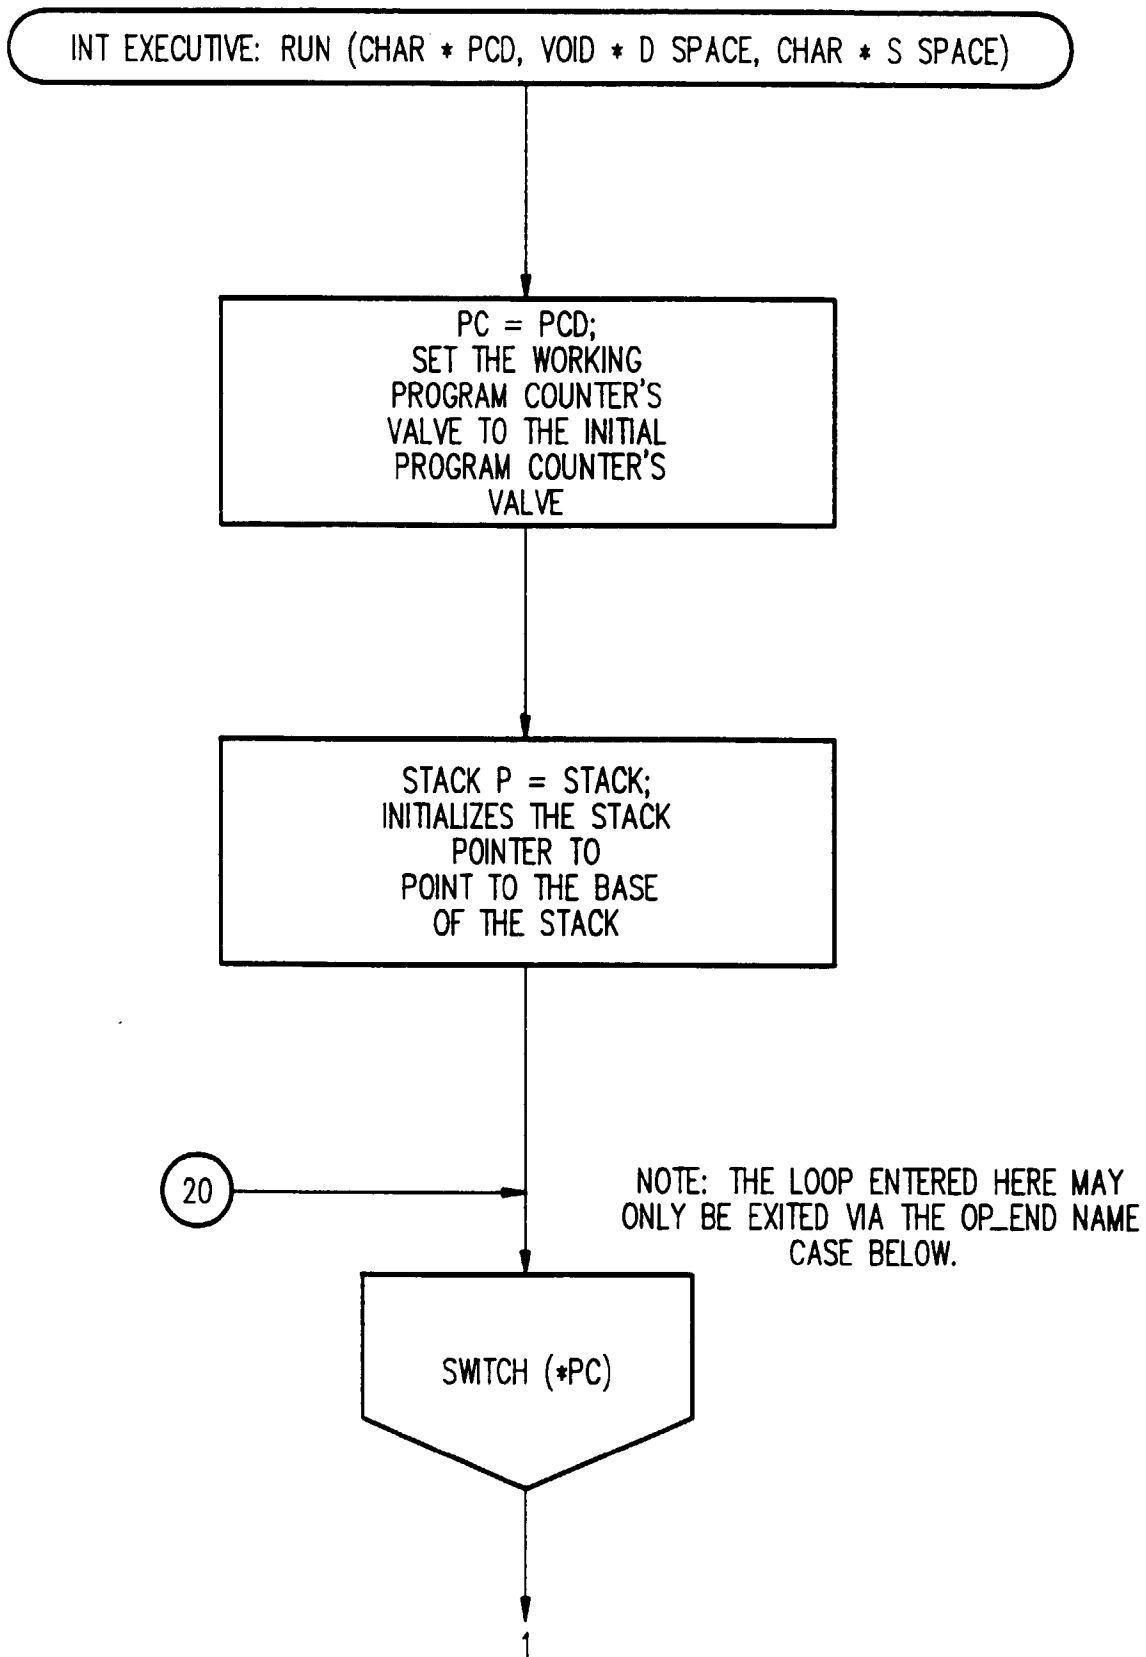 INT EXECUTIVE: RUN (CHAR * PCD, VOID * D SPACE, CHAR * S SPACE)
PC = PCD;
SET THE WORKING
PROGRAM COUNTER'S
VALVE TO THE INITIAL
PROGRAM COUNTER'S
VALVE
STACK P = STACK;
INITIALIZES THE STACK
POINTER TO
POINT TO THE BASE
OF THE STACK
20
NOTE: THE LOOP ENTERED HERE MAY
ONLY BE EXITED VIA THE OP_END NAME
CASE BELOW.
SWITCH (*PC)
1